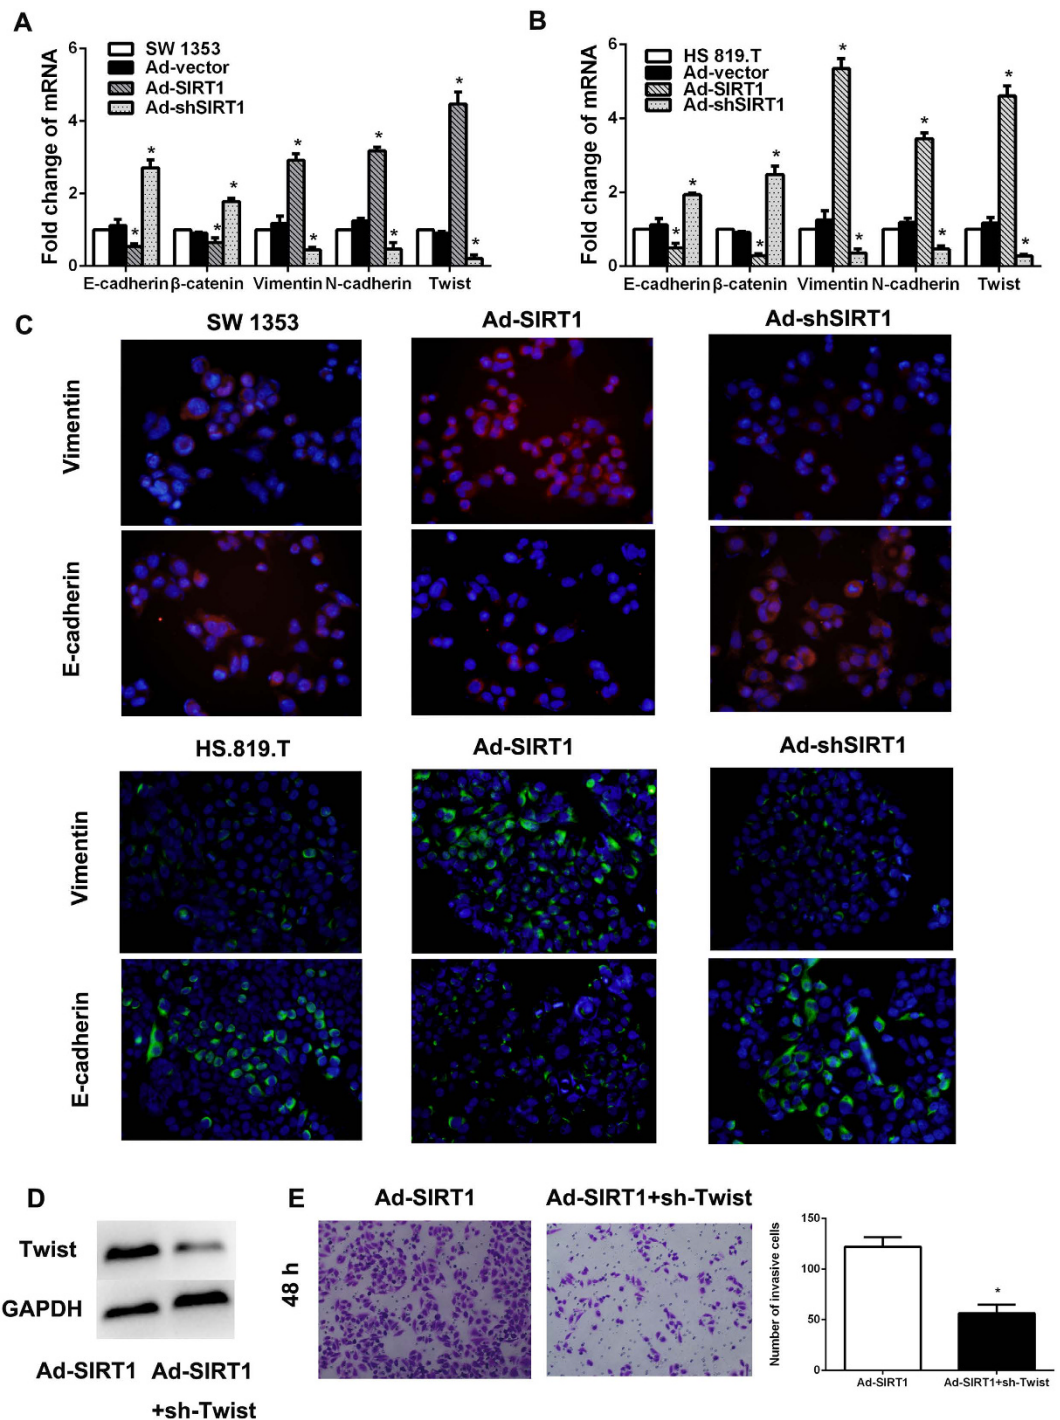 A
Fold change of mRNA
6
4
2
0
SW 1353
Ad-vector
Ad-SIRT1
Ad-shSIRT1
* * * * * * * * * *
E-cadherin β-catenin Vimentin N-cadherin Twist
B
Fold change of mRNA
6
4
2
0
HS 819.T
Ad-vector
Ad-SIRT1
Ad-shSIRT1
* * * * * * * * * *
E-cadherin β-catenin Vimentin N-cadherin Twist
C
SW 1353 Ad-SIRT1 Ad-shSIRT1
Vimentin
E-cadherin
HS.819.T Ad-SIRT1 Ad-shSIRT1
Vimentin
E-cadherin
D
Twist
GAPDH
Ad-SIRT1 Ad-SIRT1
+sh-Twist
E
Ad-SIRT1 Ad-SIRT1+sh-Twist
48 h
Number of invasive cells
150
100
50
0
*
Ad-SIRT1 Ad-SIRT1+sh-Twist